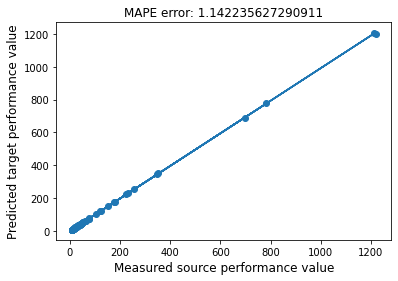 MAPE error: 1.142235627290911
1200
1000
800
600
400
200
0
Predicted target performance value
0 200 400 600 800 1000 1200
Measured source performance value